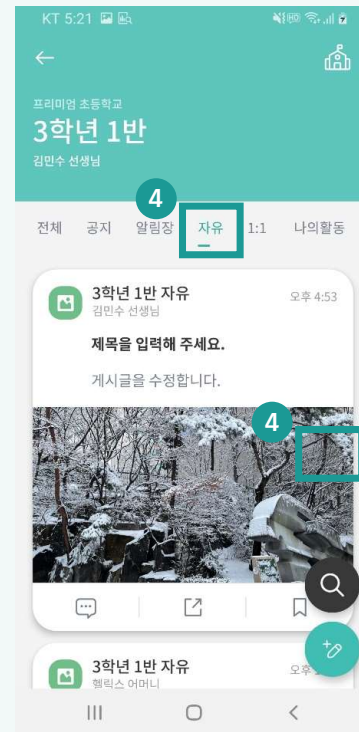 KT 5:21
프리미엄 초등학교
3학년 1반
김민수 선생님
4
전체 공지 알림장 자유 1:1 나의활동
3학년 1반 자유 오후 4:53
김민수 선생님
제목을 입력해 주세요.
게시글을 수정합니다.
4
3학년 1반 자유 오후
헬릭스 어머니